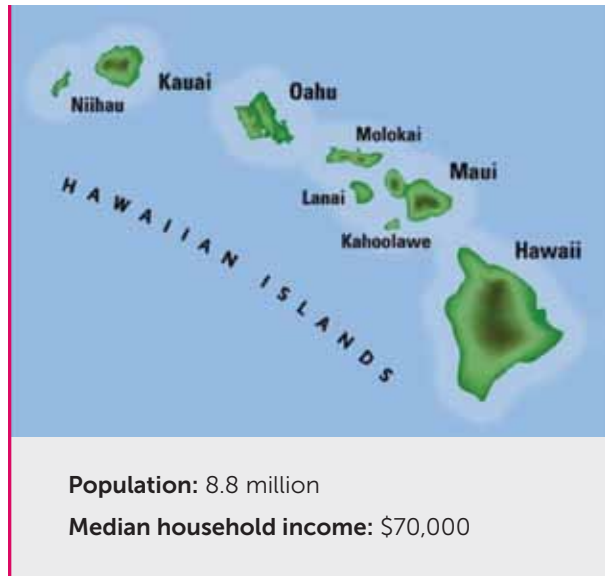 Kauai
Niihau
Oahu
Molokai
Maui
Lanai
Kahoolawe
Hawaii
HAWAIIAN ISLANDS
Population: 8.8 million
Median household income: $70,000